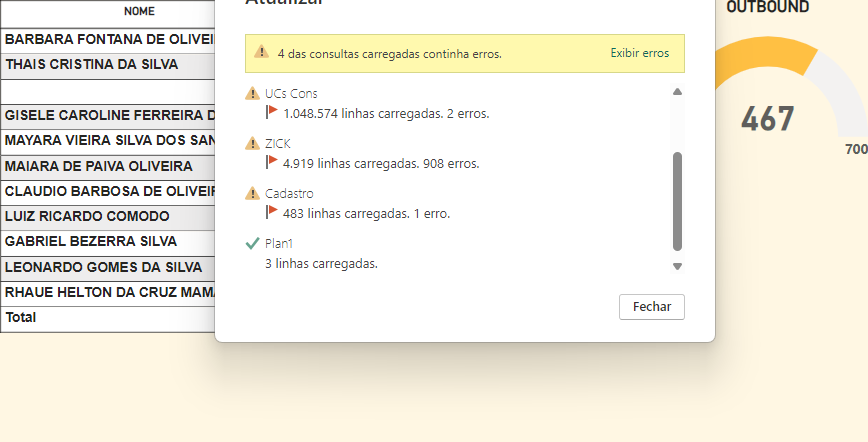 NOME
BARBARA FONTANA DE OLIVEI
THAIS CRISTINA DA SILVA
GISELE CAROLINE FERREIRA D
MAYARA VIEIRA SILVA DOS SAN
MAIARA DE PAIVA OLIVEIRA
CLAUDIO BARBOSA DE OLIVEIF
LUIZ RICARDO COMODO
GABRIEL BEZERRA SILVA
LEONARDO GOMES DA SILVA
RHAUE HELTON DA CRUZ MAM
Total
Atualizar
4 das consultas carregadas continha erros. Exibir erros
UCs Cons
1.048.574 linhas carregadas. 2 erros.
ZICK
4.919 linhas carregadas. 908 erros.
Cadastro
483 linhas carregadas. 1 erro.
Plan1
3 linhas carregadas.
Fechar
OUTBOUND
467
700